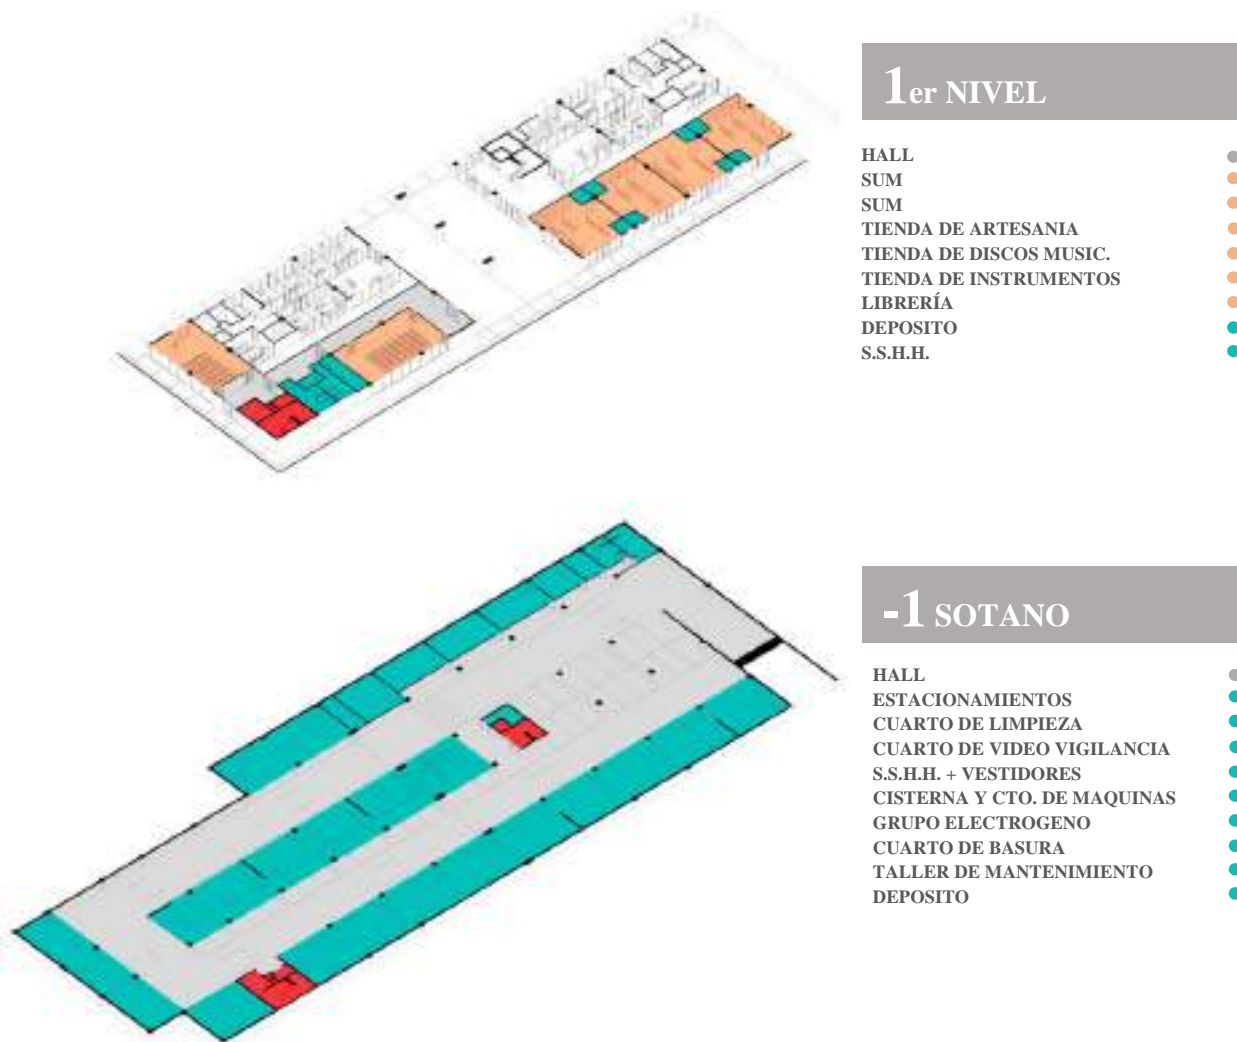 1er NIVEL
HALL
SUM
SUM
TIENDA DE ARTESANIA
TIENDA DE DISCOS MUSIC.
TIENDA DE INSTRUMENTOS
LIBRERÍA
DEPOSITO
S.S.H.H.
-1 SOTANO
HALL
ESTACIONAMIENTOS
CUARTO DE LIMPIEZA
CUARTO DE VIDEO VIGILANCIA
S.S.H.H. + VESTIDORES
CISTERNA Y CTO. DE MAQUINAS
GRUPO ELECTROGENO
CUARTO DE BASURA
TALLER DE MANTENIMIENTO
DEPOSITO